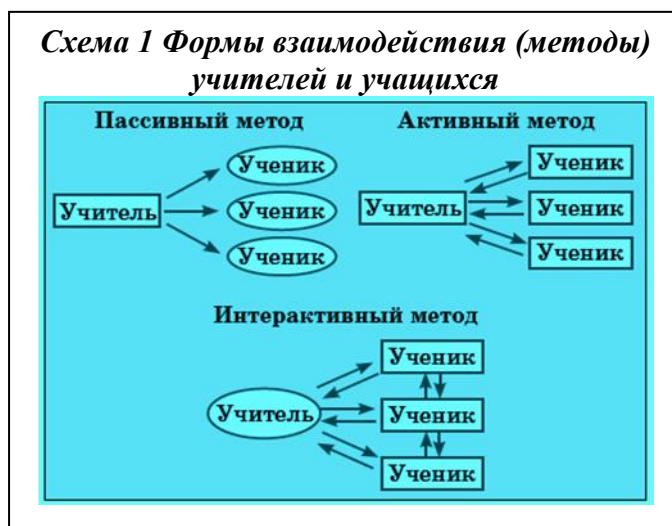 Схема 1 Формы взаимодействия (методы)
учителей и учащихся
Пассивный метод
Ученик
Учитель
Ученик
Ученик
Активный метод
Ученик
Учитель
Ученик
Ученик
Интерактивный метод
Ученик
Учитель
Ученик
Ученик